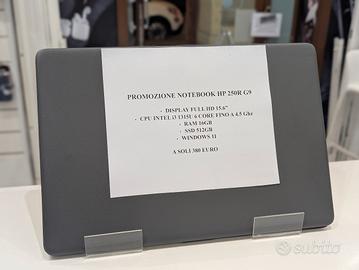 PROMOZIONE NOTEBOOK HP 250R G9
- DISPLAY FULL HD 15.6"
- CPU INTEL i3 1315U 6 CORE FINO A 4.5 Ghz
- RAM 16GB
- SSD 512GB
- WINDOWS 11
A SOLI 380 EURO
subito